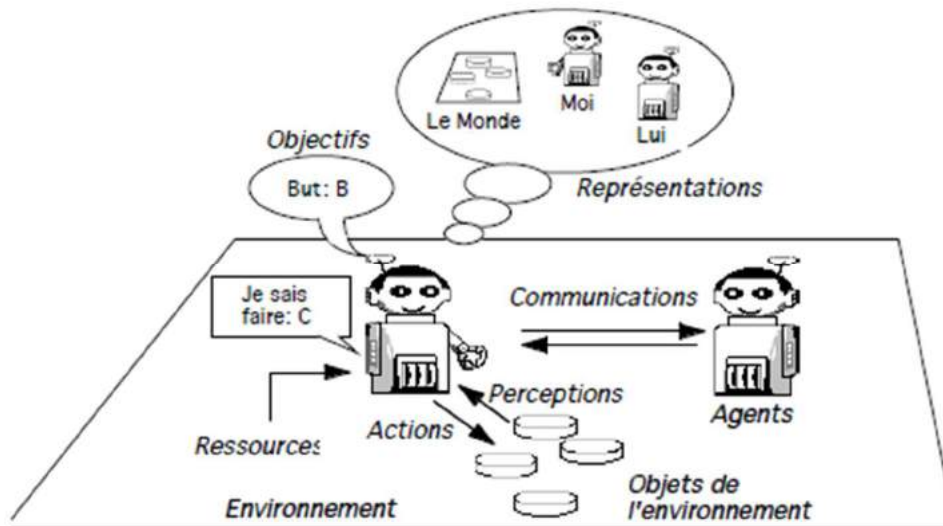 Le Monde
Moi
Lui
Objectifs
But: B
Représentations
Je sais
faire: C
Communications
Perceptions
Agents
Ressources
Actions
Environnement
Objets de
l'environnement